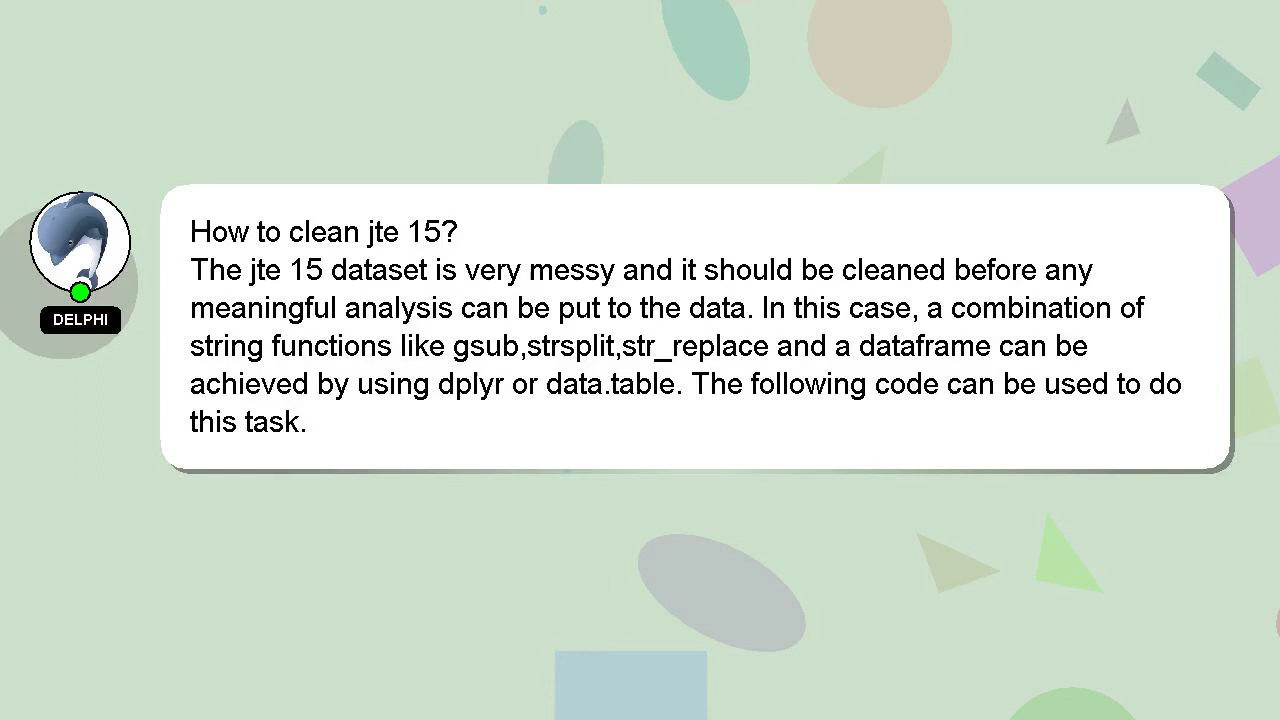 How to clean jte 15?
The jte 15 dataset is very messy and it should be cleaned before any
meaningful analysis can be put to the data. In this case, a combination of
string functions like gsub,strsplit,str_replace and a dataframe can be
achieved by using dplyr or data.table. The following code can be used to do
this task.
DELPHI